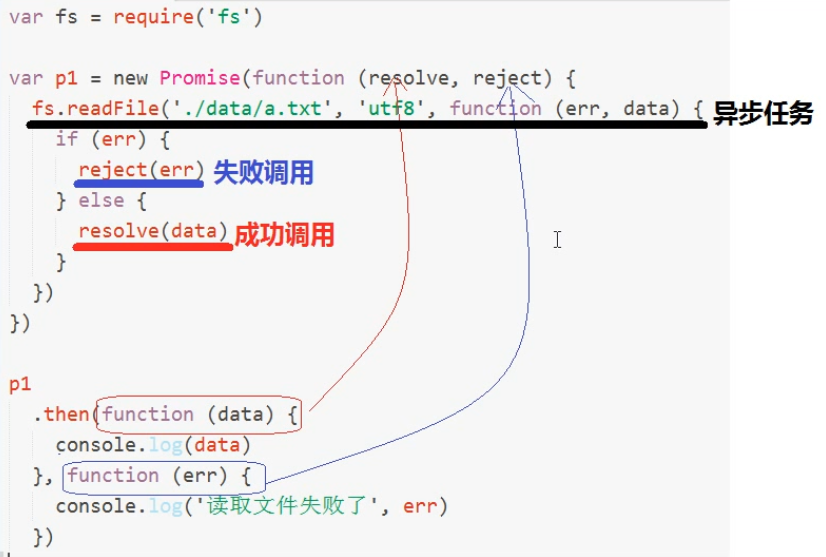 var fs = require('fs')
var p1 = new Promise(function (resolve, reject) {
fs.readFile('./data/a.txt', 'utf8', function (err, data) { 异步任务
if (err) {
reject(err) 失败调用
} else {
resolve(data) 成功调用
}
})
})
p1
.then(function (data) {
console.log(data)
}, function (err) {
console.log('读取文件失败了', err)
})